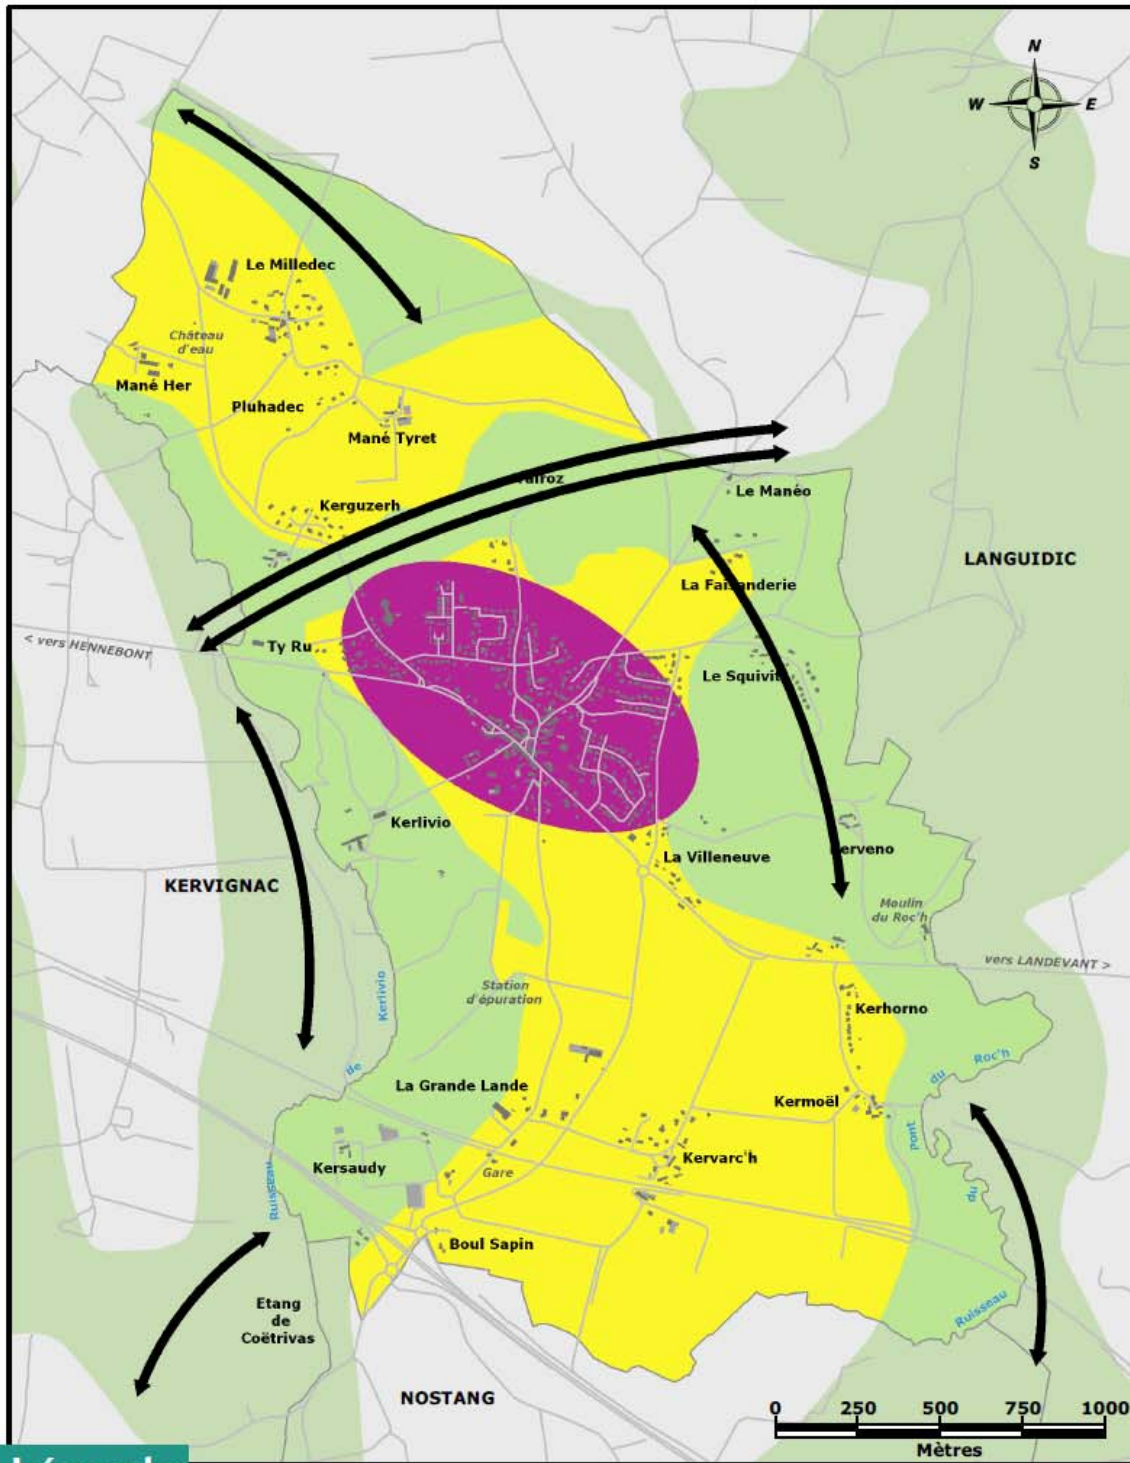 N
W E
S
Le Milledec
Château
d'eau
Mané Her
Pluhadec
Mané Tyret
Le Manéo
Kerguzerh
LANGUIDIC
La Faisanderie
< vers HENNEBONT
Ty Ru
Le Squivit
Kerlivio
La Villeneuve
KERVIGNAC
Moulin
du Roc'h
vers LANDEVANT >
Station
d'épuration
Kerhorno
Ruisseau de Kerlivio
La Grande Lande
Kermoël
Ruisseau du Pont du Roc'h
Kersaudy
Gare
Kervarc'h
Boul Sapin
Etang
de
Coëtrivas
NOSTANG
0 250 500 750 1000
Mètres